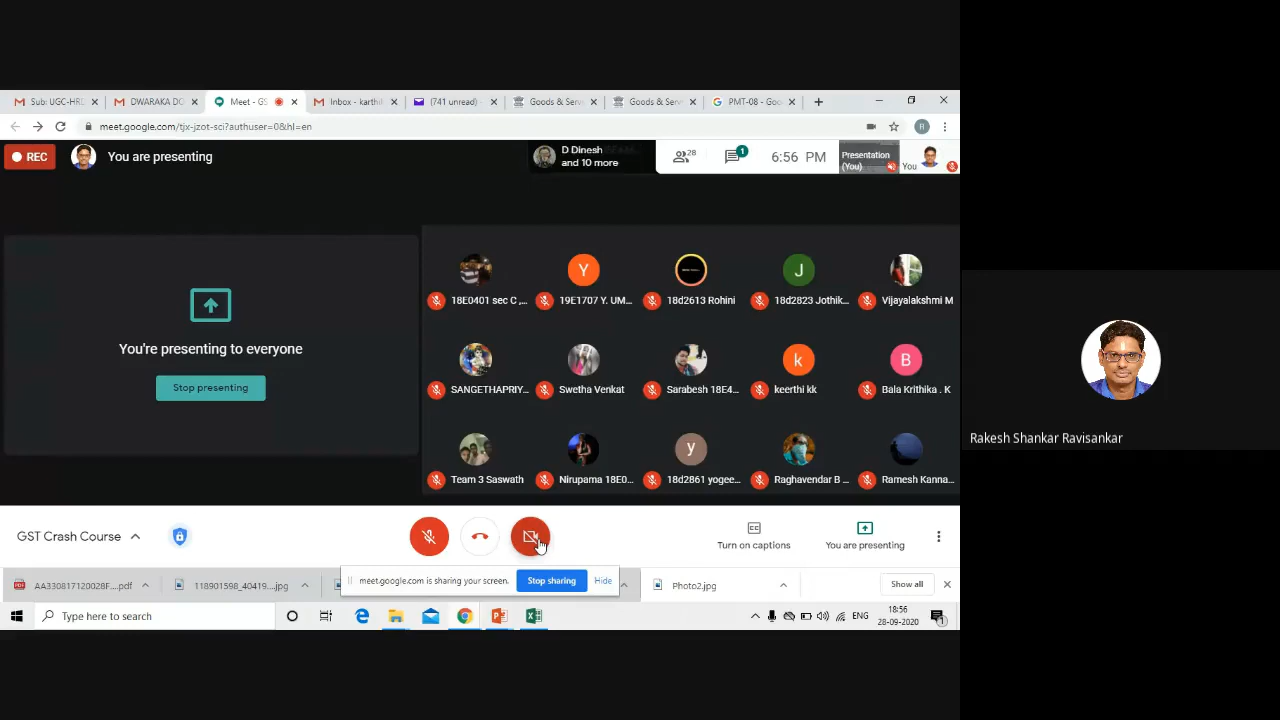 Sub: UGC-HRD
DWARAKA DO
Meet - GS
Inbox - karthik
(741 unread) -
Goods & Serv
Goods & Serv
PMT-08 - Goo
meet.google.com/tjx-jzot-sci?authuser=0&hl=en
REC
You are presenting
D Dinesh
and 10 more
28
1
6:56 PM
Presentation
(You)
You
18E0401 sec C ,...
19E1707 Y. UM...
18d2613 Rohini
18d2823 Jothik...
Vijayalakshmi M
Y
J
You're presenting to everyone
Stop presenting
k
B
SANGETHAPRIY...
Swetha Venkat
Sarabesh 18E4...
keerthi kk
Bala Krithika . K
y
Team 3 Saswath
Nirupama 18E0...
18d2861 yogee...
Raghavendar B ...
Ramesh Kanna...
Rakesh Shankar Ravisankar
GST Crash Course
Turn on captions
You are presenting
AA330817120028F....pdf
118901598_40419...jpg
meet.google.com is sharing your screen.
Stop sharing
Hide
Photo2.jpg
Show all
Type here to search
ENG
18:56
28-09-2020